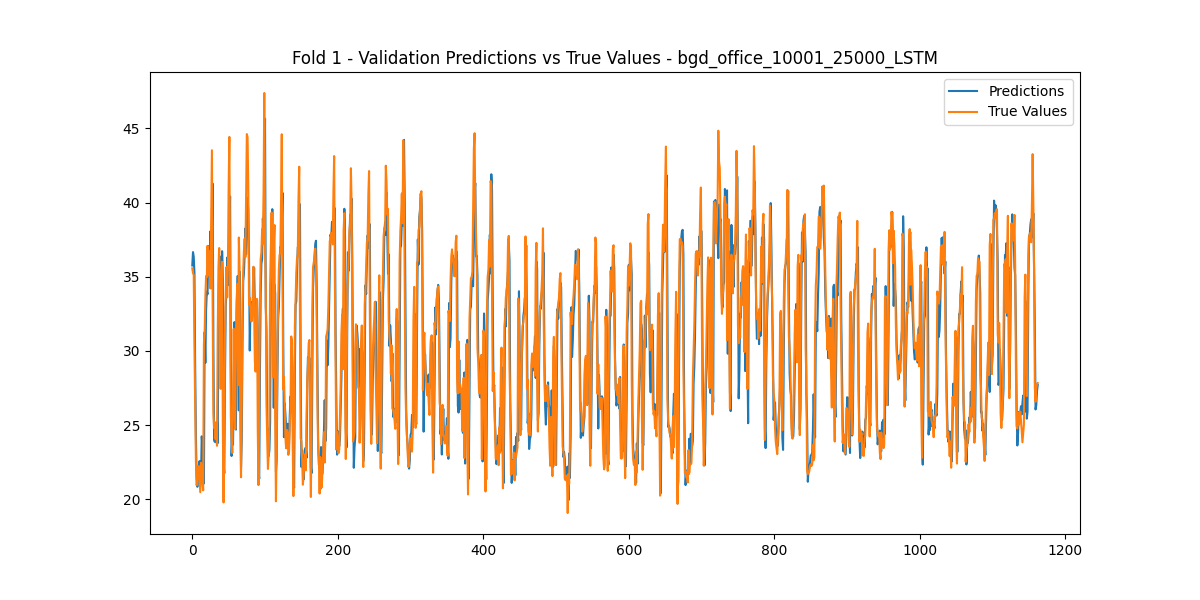 Fold 1 - Validation Predictions vs True Values - bgd_office_10001_25000_LSTM
Predictions
True Values
45
40
35
30
25
20
0 200 400 600 800 1000 1200